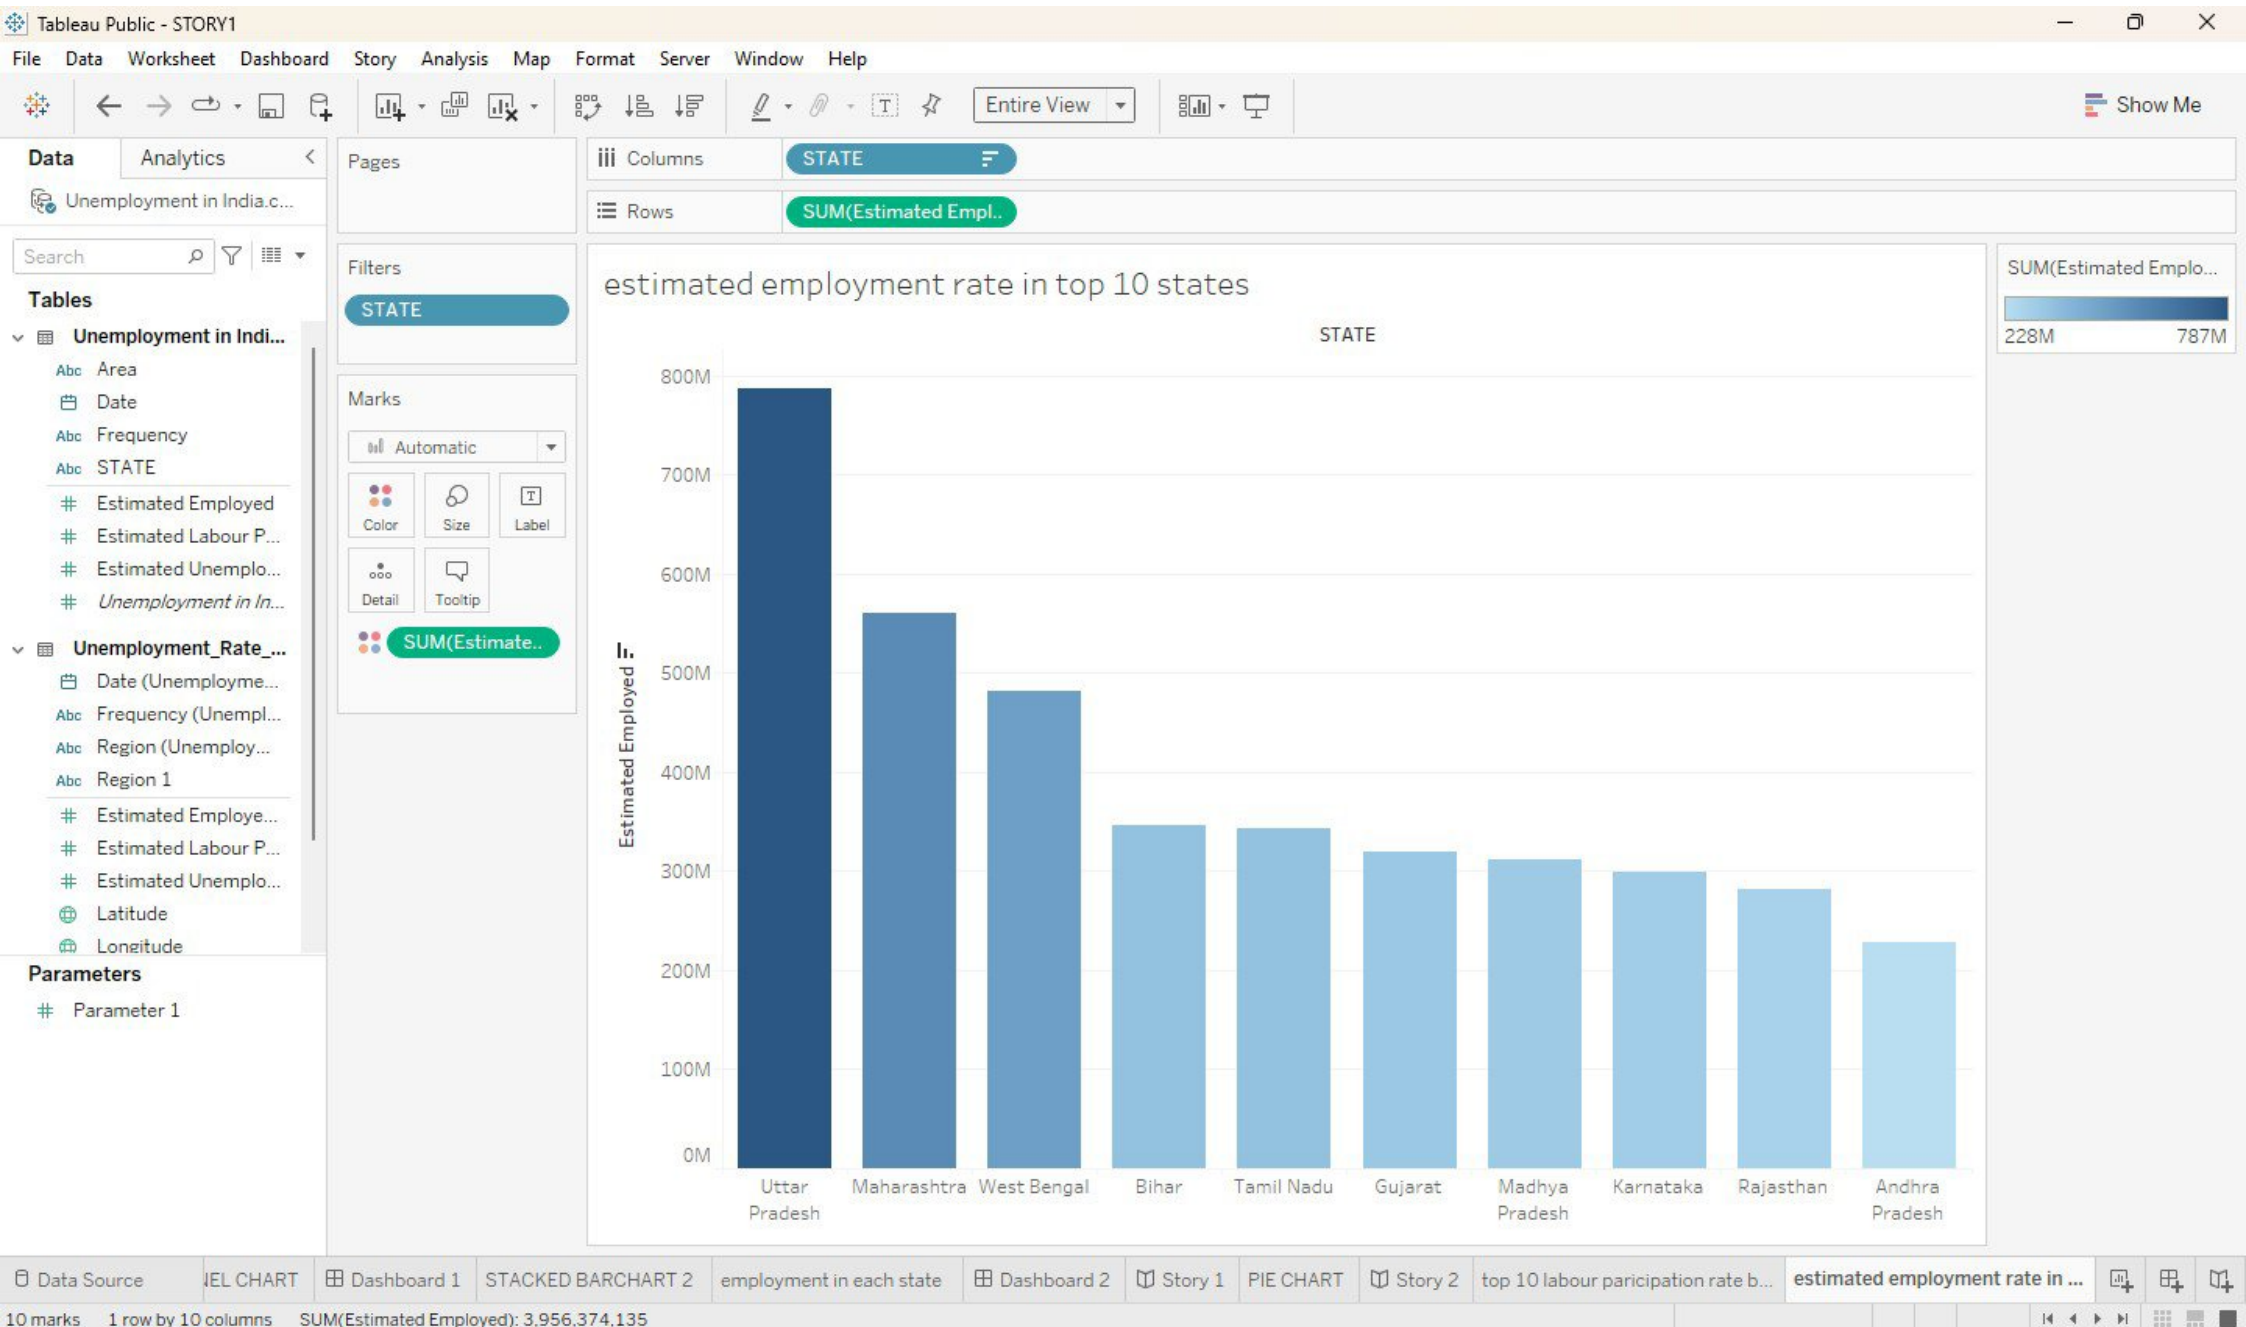 Tableau Public - STORY1
File Data Worksheet Dashboard Story Analysis Map Format Server Window Help
Entire View
Show Me
Data Analytics
Unemployment in India.c...
Search
Tables
Unemployment in Indi...
Abc Area
Date
Abc Frequency
Abc STATE
# Estimated Employed
# Estimated Labour P...
# Estimated Unemplo...
# Unemployment in In...
Unemployment_Rate_...
Date (Unemployme...
Abc Frequency (Unempl...
Abc Region (Unemploy...
Abc Region 1
# Estimated Employe...
# Estimated Labour P...
# Estimated Unemplo...
Latitude
Longitude
Parameters
# Parameter 1
Pages
Filters
STATE
Marks
Automatic
Color Size Label
Detail Tooltip
SUM(Estimate..
Columns STATE
Rows SUM(Estimated Empl..
estimated employment rate in top 10 states
STATE
Estimated Employed
800M
700M
600M
500M
400M
300M
200M
100M
0M
Uttar Pradesh
Maharashtra
West Bengal
Bihar
Tamil Nadu
Gujarat
Madhya Pradesh
Karnataka
Rajasthan
Andhra Pradesh
SUM(Estimated Emplo...
228M 787M
Data Source
NEL CHART
Dashboard 1
STACKED BARCHART 2
employment in each state
Dashboard 2
Story 1
PIE CHART
Story 2
top 10 labour paricipation rate b...
estimated employment rate in ...
10 marks 1 row by 10 columns SUM(Estimated Employed): 3,956,374,135